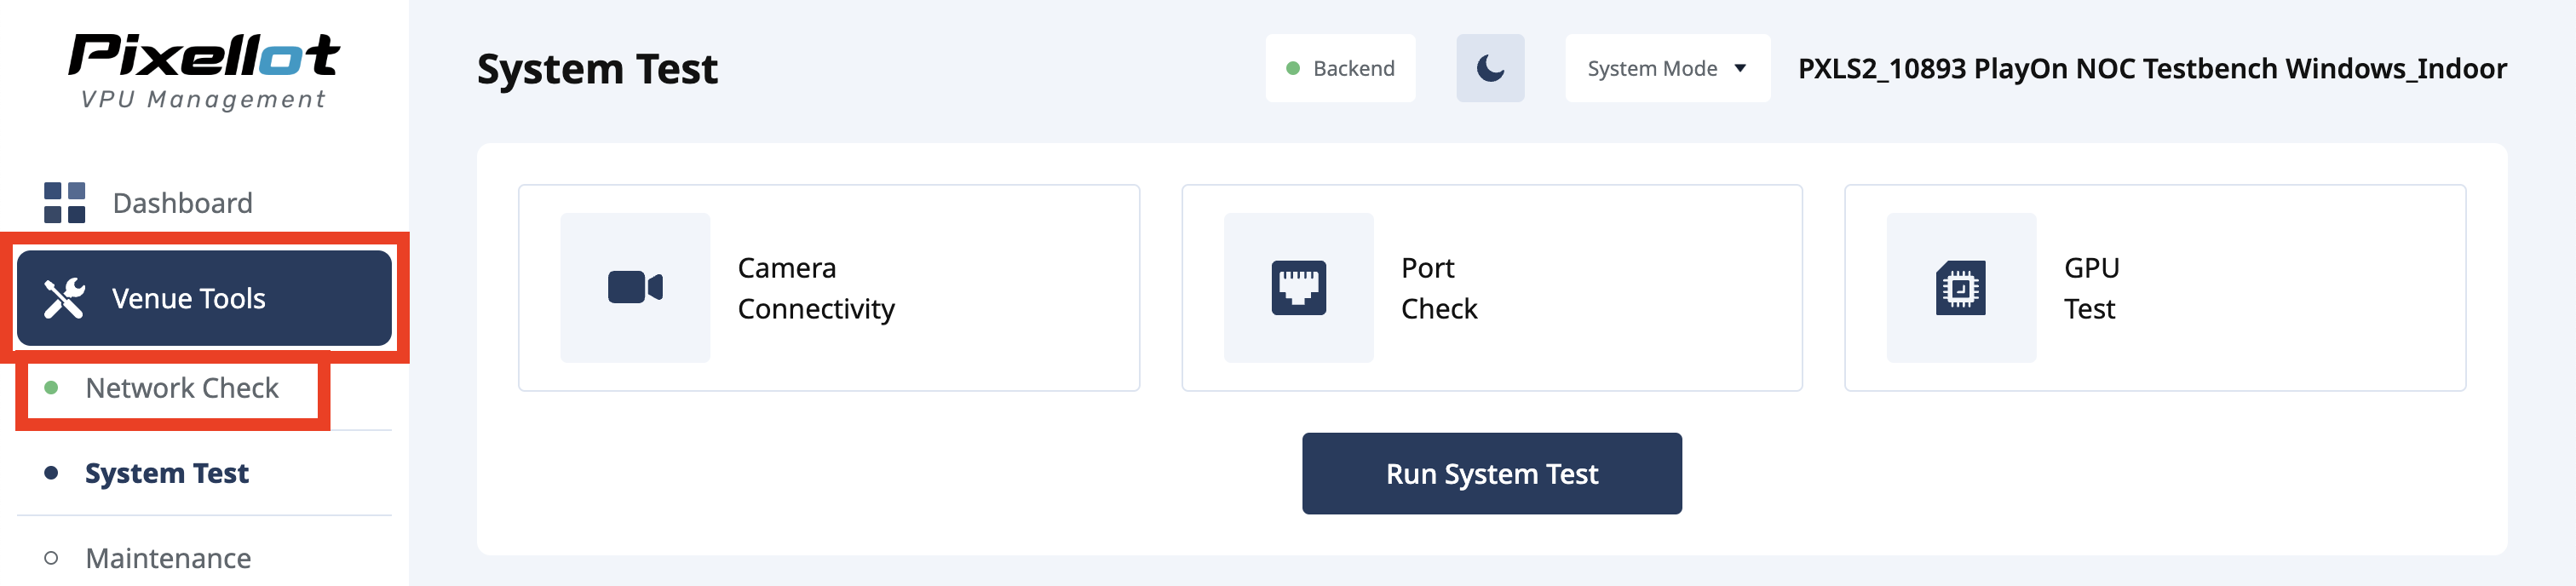 Pixellot
VPU Management
Dashboard
Venue Tools
Network Check
System Test
Maintenance
System Test
Backend
System Mode
PXLS2_10893 PlayOn NOC Testbench Windows_Indoor
Camera
Connectivity
Port
Check
GPU
Test
Run System Test